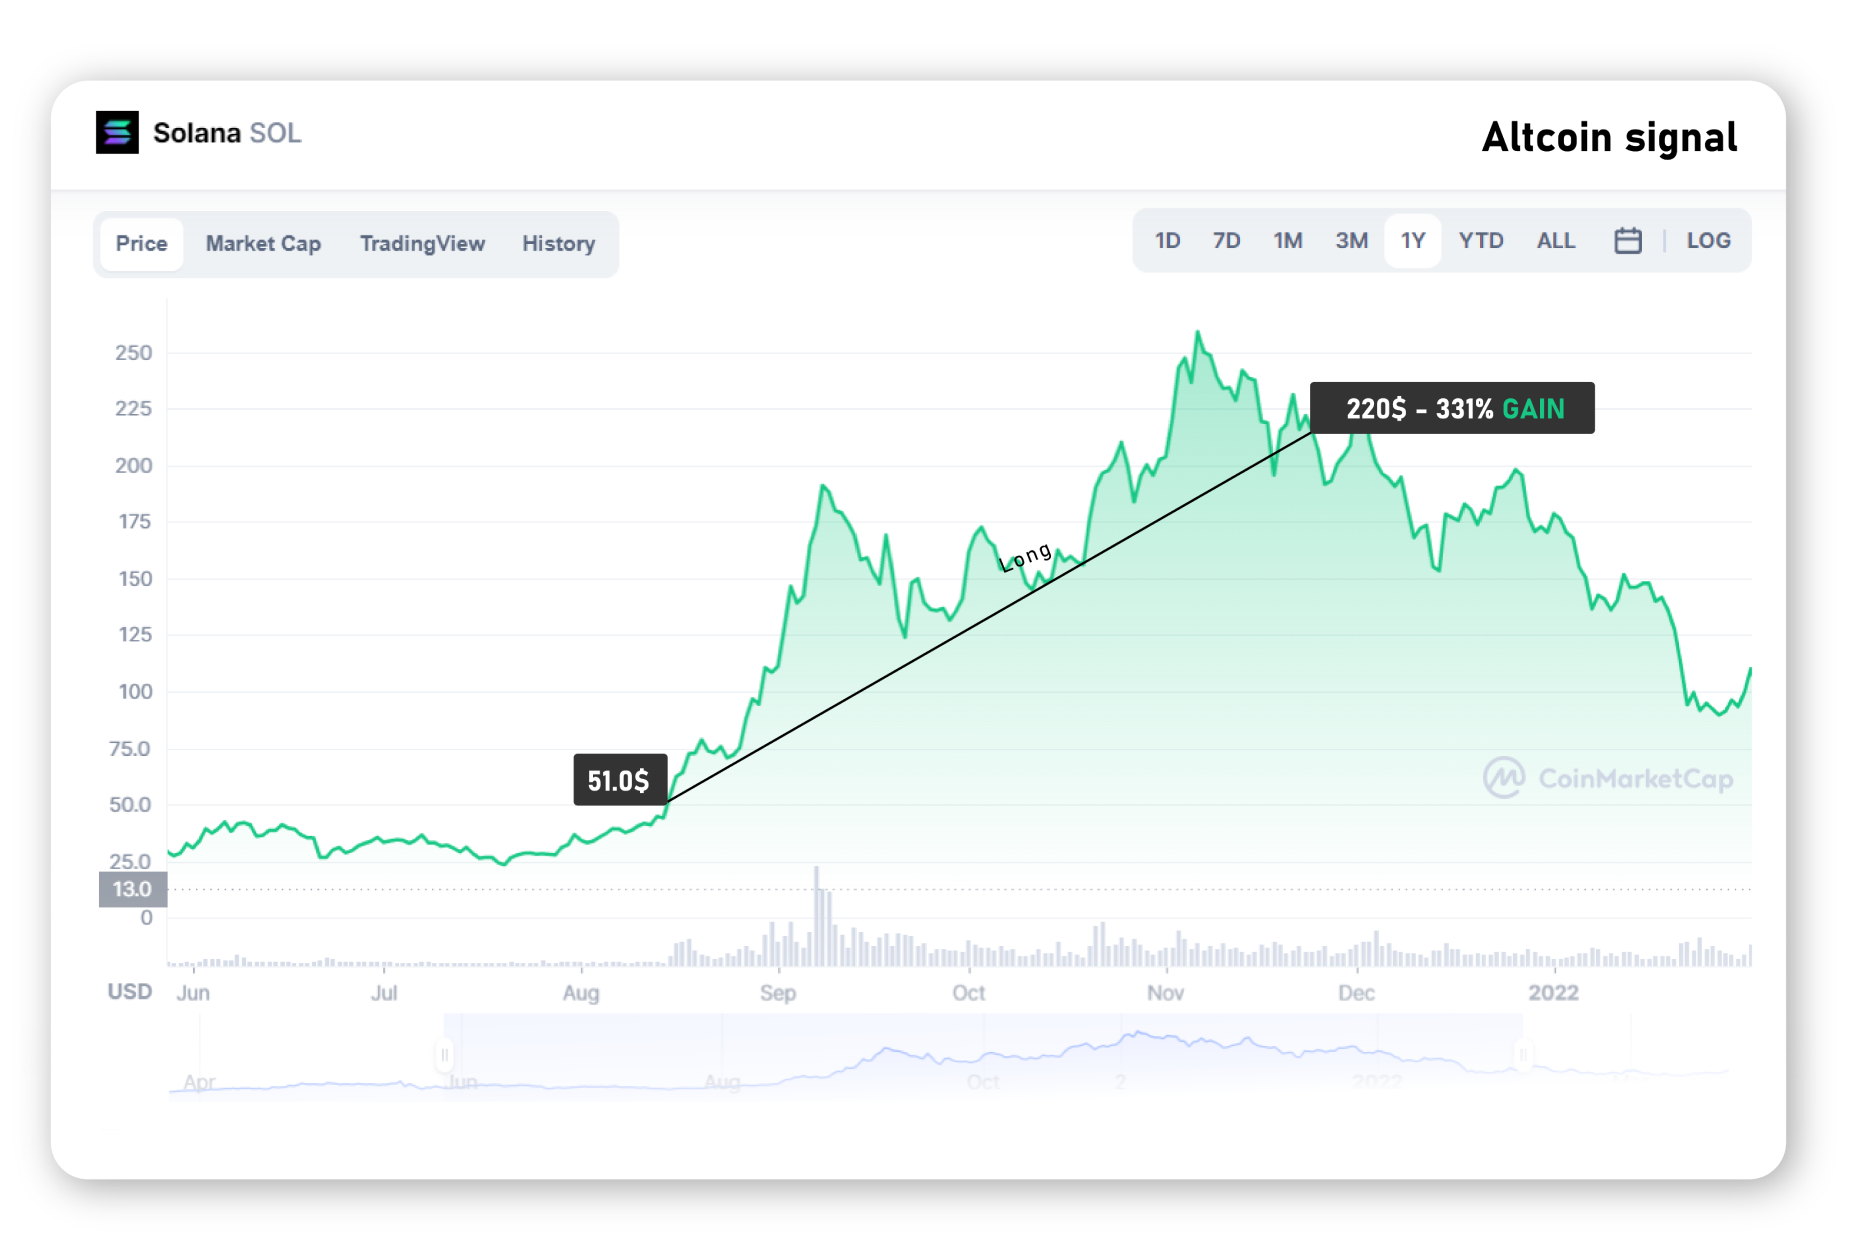 Solana SOL
Altcoin signal
Price Market Cap TradingView History
1D 7D 1M 3M 1Y YTD ALL LOG
250
225
200
175
150
125
100
75.0
50.0
25.0
13.0
0
220$ - 331% GAIN
Long
51.0$
CoinMarketCap
USD Jun Jul Aug Sep Oct Nov Dec 2022
Apr Jun Aug Oct 2 2022